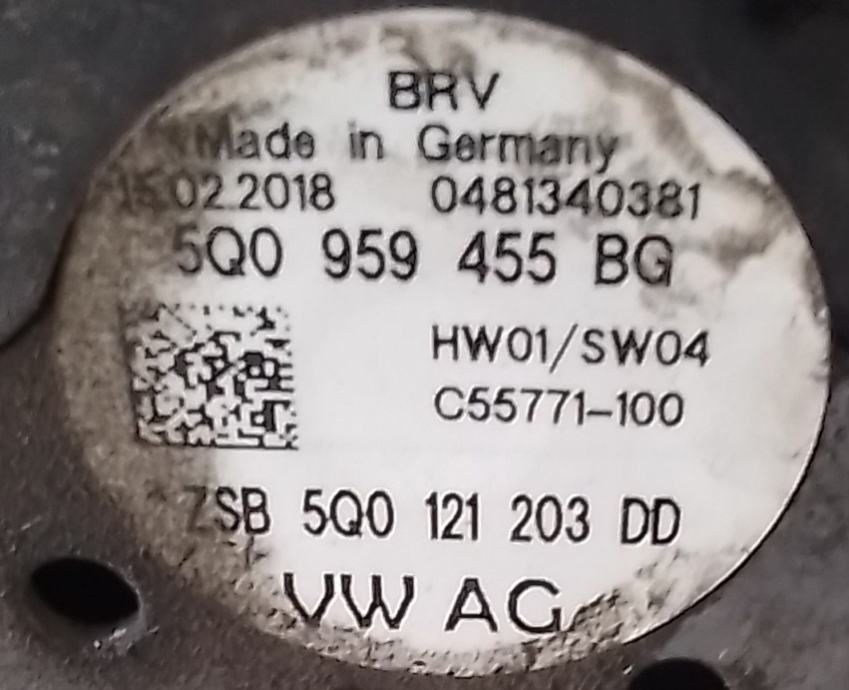 BRV
Made in Germany
15.02.2018 0481340381
5Q0 959 455 BG
HW01/SW04
C55771-100
ZSB 5Q0 121 203 DD
VW AG